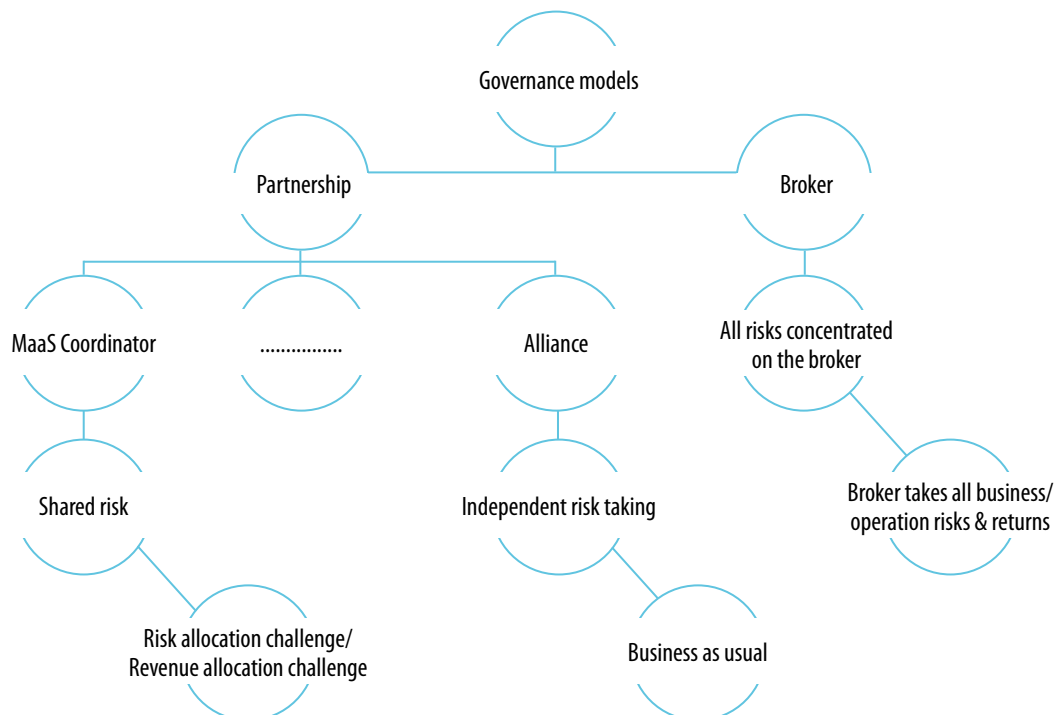 Governance models
Partnership
Broker
MaaS Coordinator
................
Alliance
All risks concentrated
on the broker
Shared risk
Independent risk taking
Broker takes all business/
operation risks & returns
Risk allocation challenge/
Revenue allocation challenge
Business as usual